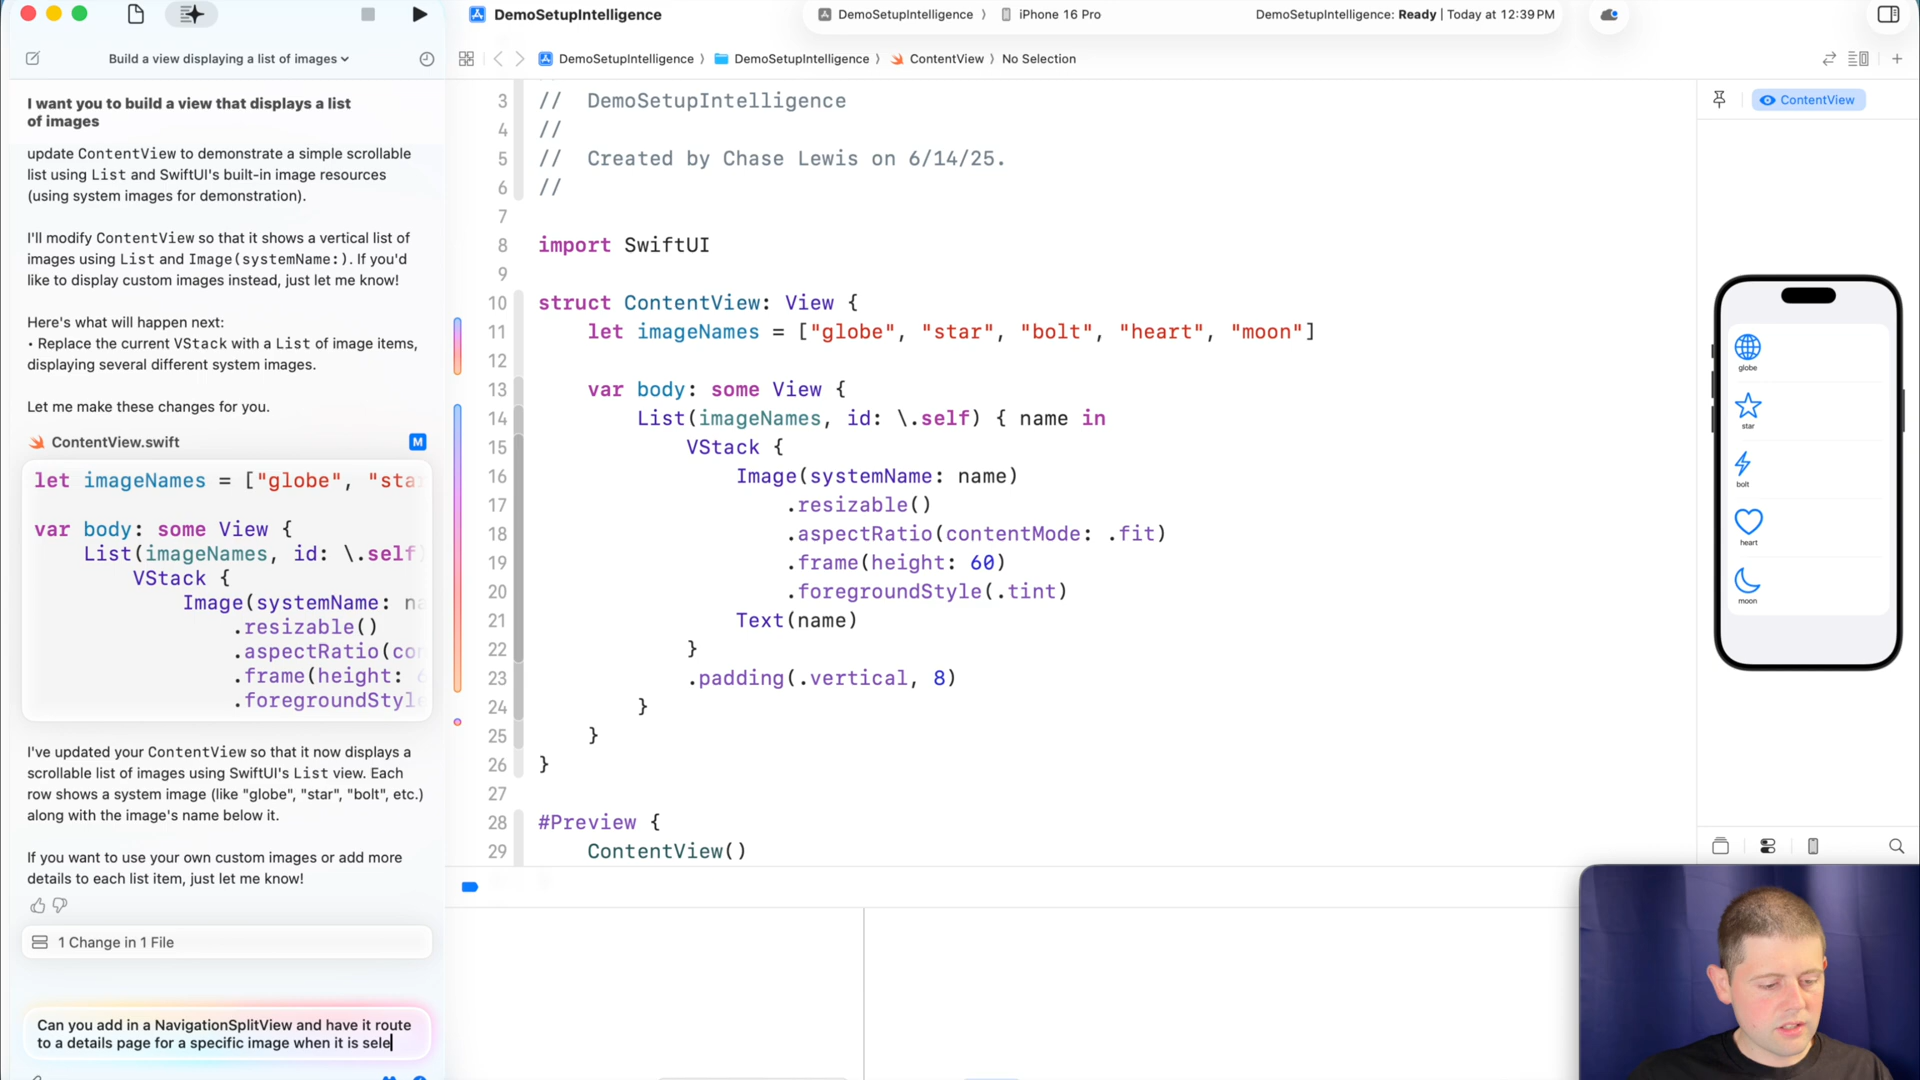 DemoSetupIntelligence
DemoSetupIntelligence 〉 iPhone 16 Pro
DemoSetupIntelligence: Ready | Today at 12:39 PM
Build a view displaying a list of images
I want you to build a view that displays a list
of images
update ContentView to demonstrate a simple scrollable
list using List and SwiftUI's built-in image resources
(using system images for demonstration).
I'll modify ContentView so that it shows a vertical list of
images using List and Image(systemName:). If you'd
like to display custom images instead, just let me know!
Here's what will happen next:
• Replace the current VStack with a List of image items,
displaying several different system images.
Let me make these changes for you.
ContentView.swift
M
let imageNames = ["globe", "sta
var body: some View {
List(imageNames, id: \.self
VStack {
Image(systemName: na
.resizable()
.aspectRatio(co
.frame(height: 6
.foregroundStyle
I've updated your ContentView so that it now displays a
scrollable list of images using SwiftUI's List view. Each
row shows a system image (like "globe", "star", "bolt", etc.)
along with the image's name below it.
If you want to use your own custom images or add more
details to each list item, just let me know!
1 Change in 1 File
Can you add in a NavigationSplitView and have it route
to a details page for a specific image when it is sele
DemoSetupIntelligence 〉 DemoSetupIntelligence 〉 ContentView 〉 No Selection
3 //  DemoSetupIntelligence
4 //
5 //  Created by Chase Lewis on 6/14/25.
6 //
7
8 import SwiftUI
9
10 struct ContentView: View {
11 let imageNames = ["globe", "star", "bolt", "heart", "moon"]
12
13 var body: some View {
14 List(imageNames, id: \.self) { name in
15 VStack {
16 Image(systemName: name)
17 .resizable()
18 .aspectRatio(contentMode: .fit)
19 .frame(height: 60)
20 .foregroundStyle(.tint)
21 Text(name)
22 }
23 .padding(.vertical, 8)
24 }
25 }
26 }
27
28 #Preview {
29 ContentView()
ContentView
globe
star
bolt
heart
moon